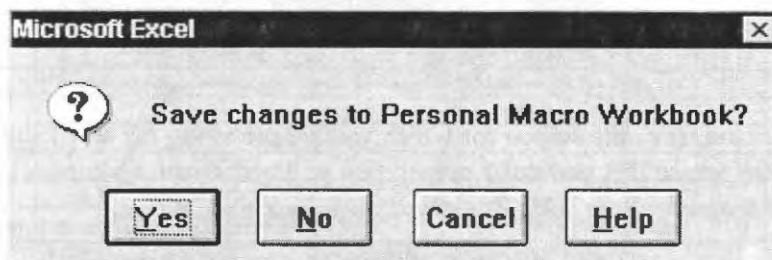 Microsoft Excel
Save changes to Personal Macro Workbook?
Yes No Cancel Help